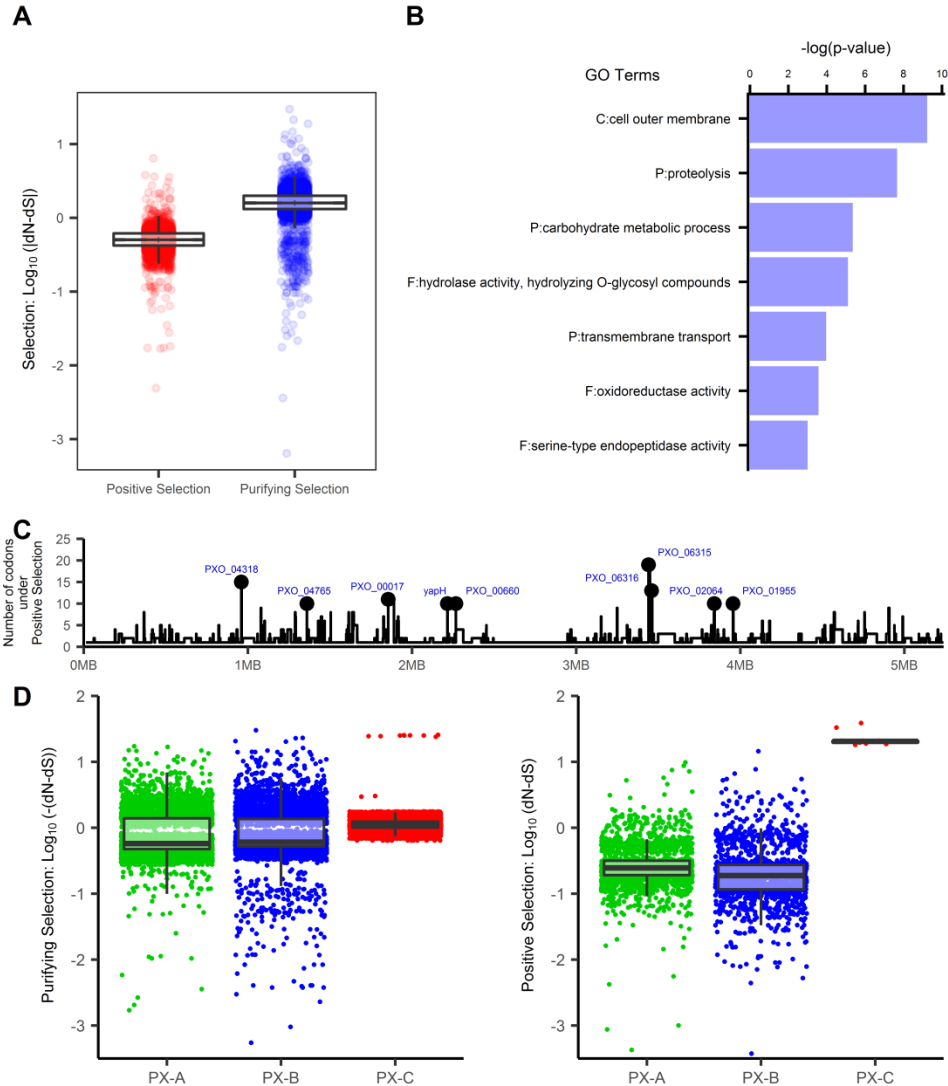 A
Selection: Log10 (|dN-dS|)
1
0
-1
-2
-3
Positive Selection
Purifying Selection
B
-log(p-value)
GO Terms
0 2 4 6 8 10
C:cell outer membrane
P:proteolysis
P:carbohydrate metabolic process
F:hydrolase activity, hydrolyzing O-glycosyl compounds
P:transmembrane transport
F:oxidoreductase activity
F:serine-type endopeptidase activity
C
Number of codons
under
Positive Selection
25
20
15
10
5
0
PXO_04318
PXO_04765
PXO_00017
yapH
PXO_00660
PXO_06315
PXO_06316
PXO_02064
PXO_01955
0MB 1MB 2MB 3MB 4MB 5MB
D
Purifying Selection: Log10 (-(dN-dS))
2
1
0
-1
-2
-3
PX-A PX-B PX-C
Positive Selection: Log10 (dN-dS)
2
1
0
-1
-2
-3
PX-A PX-B PX-C